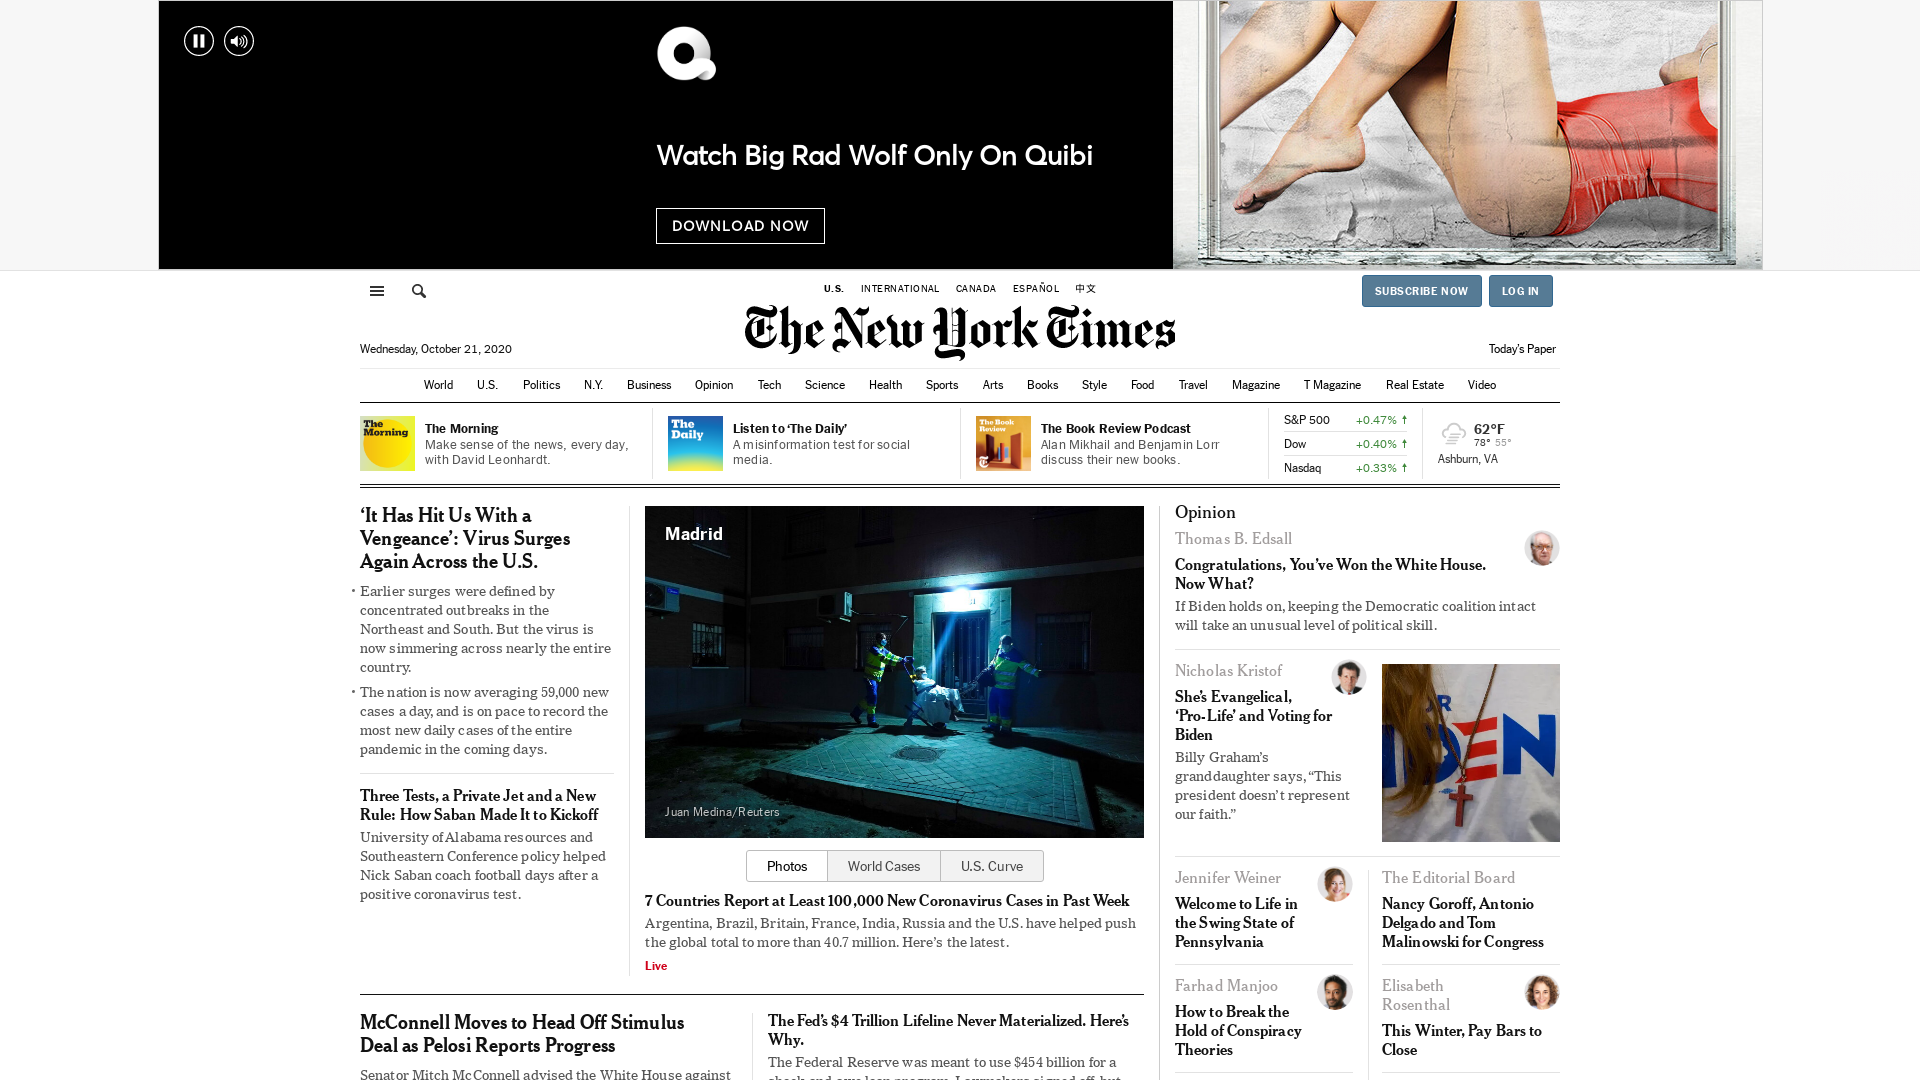 Watch Big Rad Wolf Only On Quibi
DOWNLOAD NOW
U.S. INTERNATIONAL CANADA ESPAÑOL 中文
SUBSCRIBE NOW LOG IN
The New York Times
Wednesday, October 21, 2020
Today's Paper
World U.S. Politics N.Y. Business Opinion Tech Science Health Sports Arts Books Style Food Travel Magazine T Magazine Real Estate Video
The Morning
The Morning
Make sense of the news, every day,
with David Leonhardt.
The Daily
Listen to ‘The Daily’
A misinformation test for social
media.
The Book Review
The Book Review Podcast
Alan Mikhail and Benjamin Lorr
discuss their new books.
S&P 500 +0.47%
Dow +0.40%
Nasdaq +0.33%
62°F
78° 55°
Ashburn, VA
‘It Has Hit Us With a
Vengeance’: Virus Surges
Again Across the U.S.
• Earlier surges were defined by
concentrated outbreaks in the
Northeast and South. But the virus is
now simmering across nearly the entire
country.
• The nation is now averaging 59,000 new
cases a day, and is on pace to record the
most new daily cases of the entire
pandemic in the coming days.
Three Tests, a Private Jet and a New
Rule: How Saban Made It to Kickoff
University of Alabama resources and
Southeastern Conference policy helped
Nick Saban coach football days after a
positive coronavirus test.
Madrid
Juan Medina/Reuters
Photos World Cases U.S. Curve
7 Countries Report at Least 100,000 New Coronavirus Cases in Past Week
Argentina, Brazil, Britain, France, India, Russia and the U.S. have helped push
the global total to more than 40.7 million. Here’s the latest.
Live
McConnell Moves to Head Off Stimulus
Deal as Pelosi Reports Progress
Senator Mitch McConnell advised the White House against
The Fed’s $4 Trillion Lifeline Never Materialized. Here’s
Why.
The Federal Reserve was meant to use $454 billion for a
Opinion
Thomas B. Edsall
Congratulations, You’ve Won the White House.
Now What?
If Biden holds on, keeping the Democratic coalition intact
will take an unusual level of political skill.
Nicholas Kristof
She’s Evangelical,
‘Pro-Life’ and Voting for
Biden
Billy Graham’s
granddaughter says, “This
president doesn’t represent
our faith.”
Jennifer Weiner
Welcome to Life in
the Swing State of
Pennsylvania
The Editorial Board
Nancy Goroff, Antonio
Delgado and Tom
Malinowski for Congress
Farhad Manjoo
How to Break the
Hold of Conspiracy
Theories
Elisabeth
Rosenthal
This Winter, Pay Bars to
Close